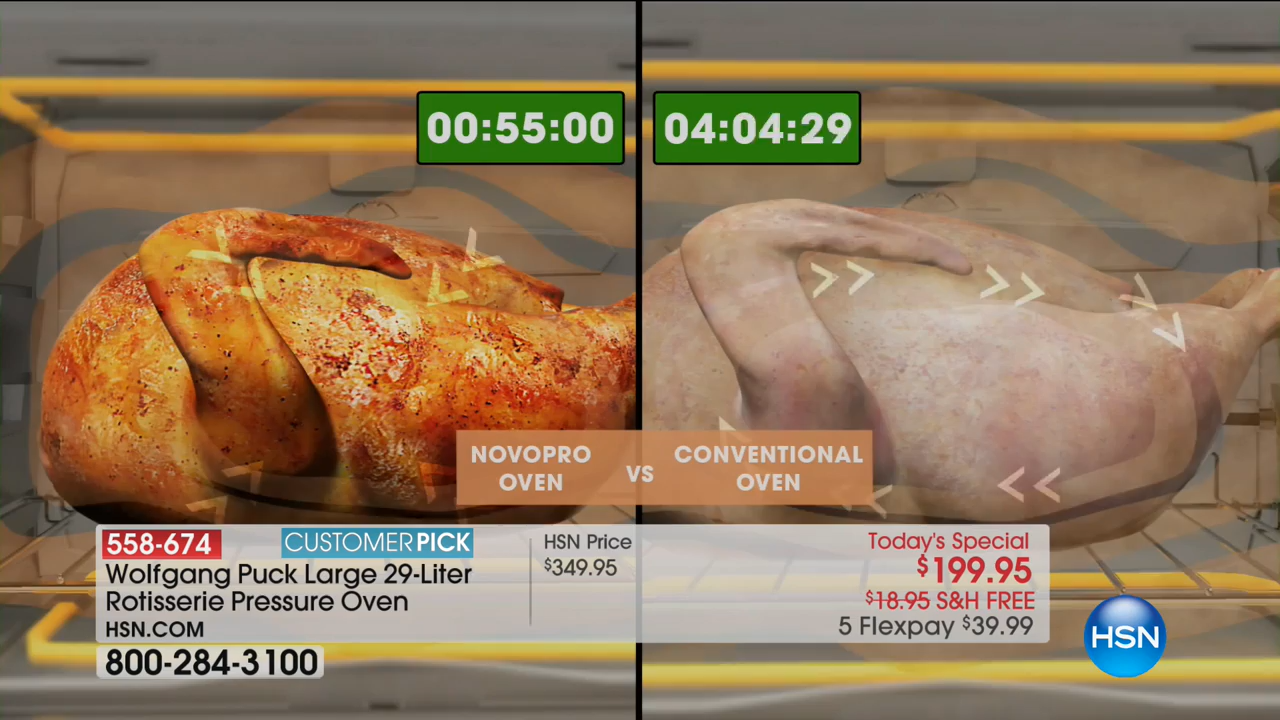 00:55:00
04:04:29
NOVOPRO
OVEN
VS
CONVENTIONAL
OVEN
558-674
CUSTOMERPICK
Wolfgang Puck Large 29-Liter
Rotisserie Pressure Oven
HSN.COM
800-284-3100
HSN Price
$349.95
Today's Special
$199.95
$18.95 S&H FREE
5 Flexpay $39.99
HSN